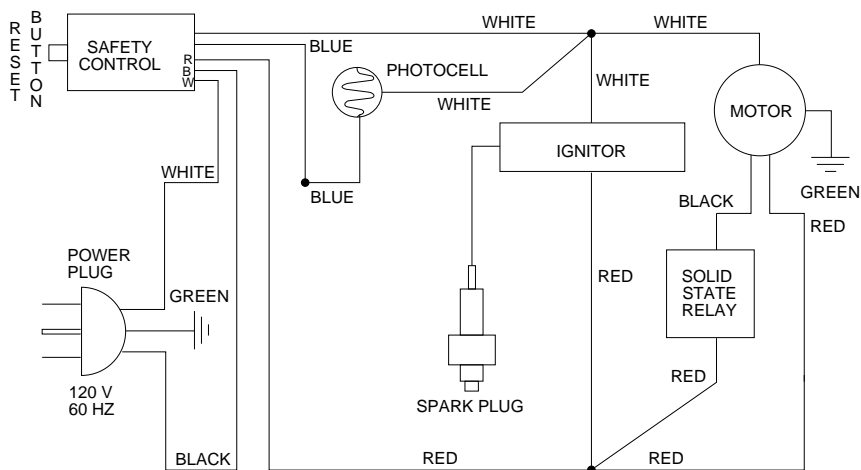 RESET
BUTTON
SAFETY
CONTROL
R
B
W
WHITE
WHITE
BLUE
PHOTOCELL
WHITE
WHITE
MOTOR
IGNITOR
WHITE
BLUE
GREEN
BLACK
RED
POWER
PLUG
GREEN
RED
SOLID
STATE
RELAY
RED
120 V
60 HZ
SPARK PLUG
BLACK
RED
RED